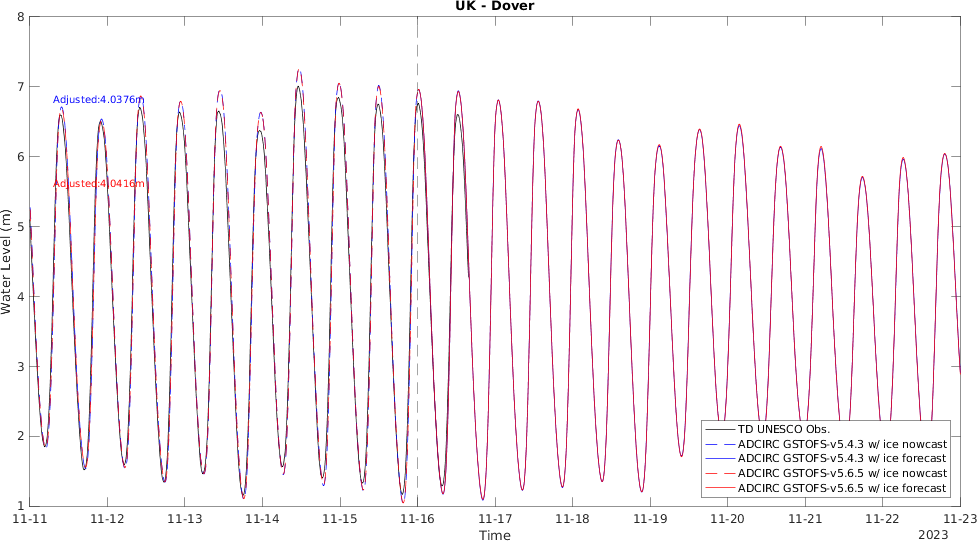 UK - Dover
8
7
6
5
4
3
2
1
Water Level (m)
Adjusted:4.0376m
Adjusted:4.0416m
TD UNESCO Obs.
ADCIRC GSTOFS-v5.4.3 w/ ice nowcast
ADCIRC GSTOFS-v5.4.3 w/ ice forecast
ADCIRC GSTOFS-v5.6.5 w/ ice nowcast
ADCIRC GSTOFS-v5.6.5 w/ ice forecast
11-11 11-12 11-13 11-14 11-15 11-16 11-17 11-18 11-19 11-20 11-21 11-22 11-23
Time
2023